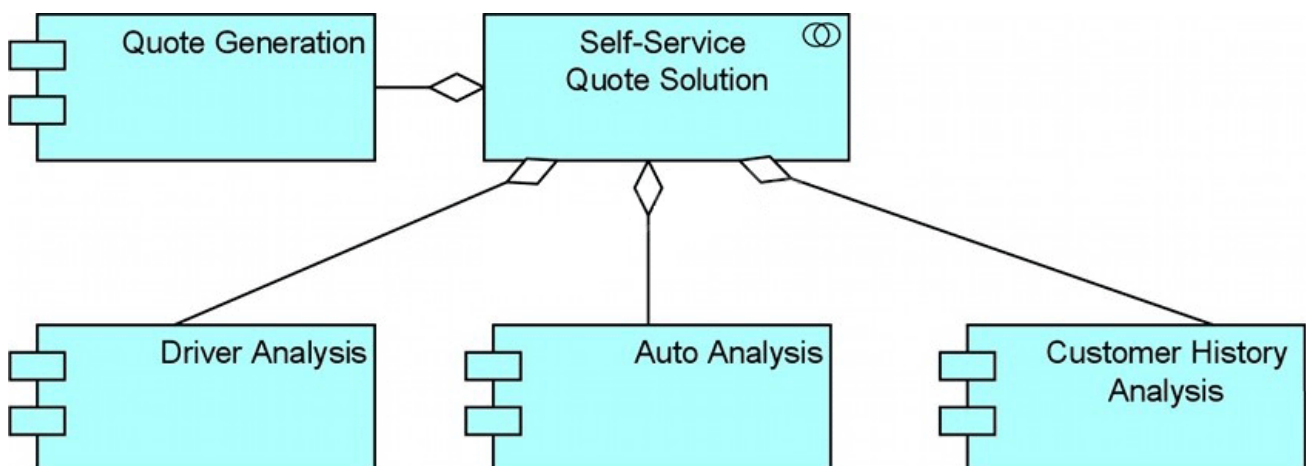 Quote Generation
Self-Service
Quote Solution
Driver Analysis
Auto Analysis
Customer History
Analysis